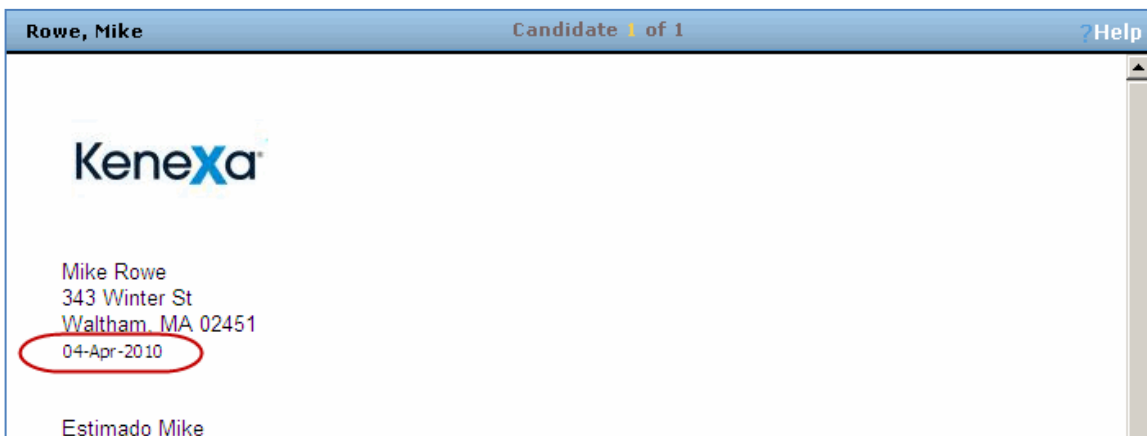 Rowe, Mike Candidate 1 of 1 ?Help
Kenexa
Mike Rowe
343 Winter St
Waltham, MA 02451
04-Apr-2010
Estimado Mike